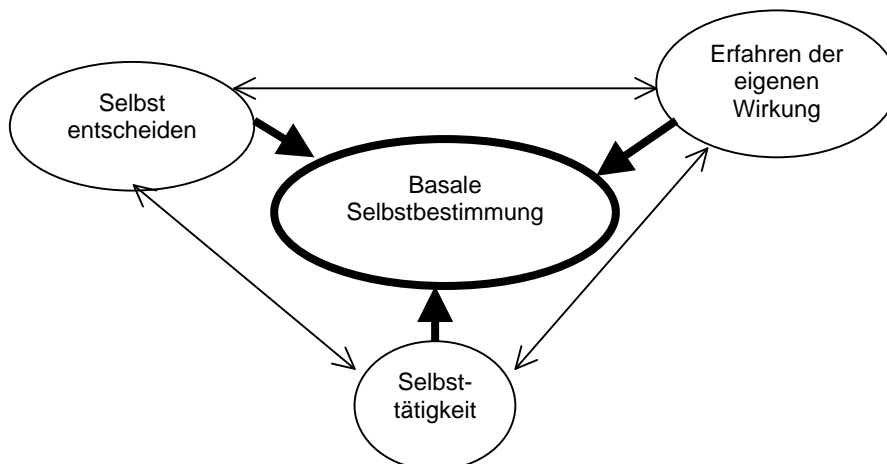 Selbst
entscheiden
Erfahren der
eigenen
Wirkung
Basale
Selbstbestimmung
Selbst-
tätigkeit